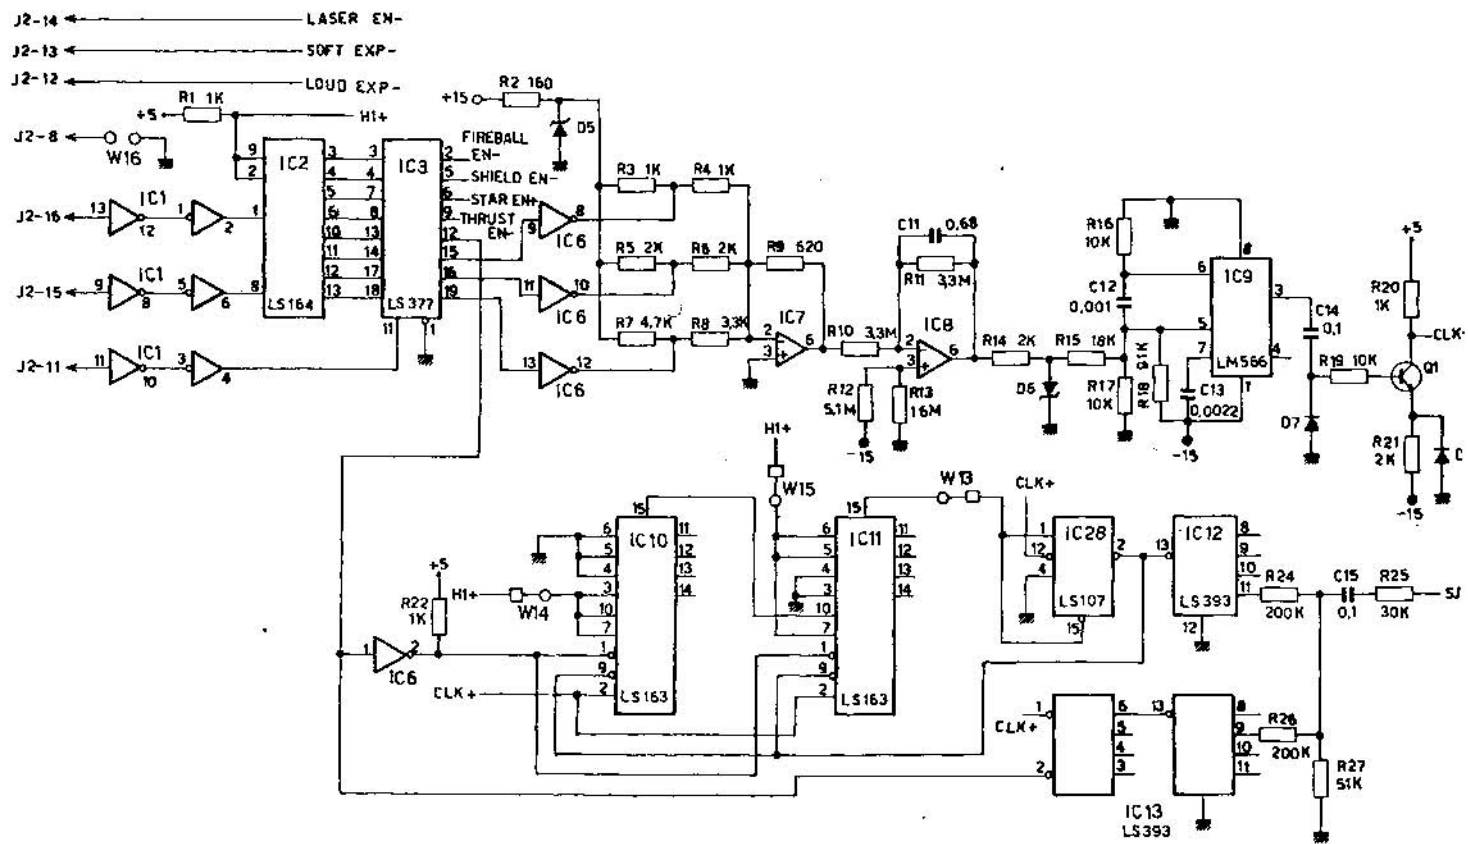 J2-14 LASER EN-
J2-13 SOFT EXP-
J2-12 LOUD EXP-
R1 1K
+5
H1+
J2-8
W16
+15
R2 160
D5
IC2
9
2
1
8
3
4
5
6
10
11
12
13
LS164
IC3
3
4
7
8
13
14
17
18
11
1
LS377
2
5
6
9
12
15
16
19
FIREBALL
EN-
SHIELD EN-
STAR EN+
THRUST
EN-
J2-16
13
IC1
12
1
2
J2-15
9
IC1
8
5
6
J2-11
11
IC1
10
3
4
9
8
IC6
11
10
IC6
13
12
IC6
R3 1K
R4 1K
R5 2K
R6 2K
R7 4,7K
R8 3,3K
R9 620
IC7
2
3
6
R10 3,3M
C11 0,68
R11 3,3M
IC8
2
3
6
R12
5,1M
-15
R13
16M
R14 2K
D6
R15 18K
R16
10K
C12
0,001
R17
10K
R18
91K
6
5
7
8
IC9
LM566
3
4
1
C13
0,0022
-15
C14
0,1
D7
R19 10K
+5
R20
1K
CLK+
Q1
R21
2K
-15
H1+
W15
W13
CLK+
+5
R22
1K
H1+
W14
1
2
IC6
CLK+
15
6
5
4
3
10
7
1
9
2
IC10
11
12
13
14
LS163
15
6
5
4
3
10
7
1
9
2
IC11
11
12
13
14
LS163
1
12
4
IC28
2
LS107
15
13
IC12
8
9
10
11
LS393
12
R24
200K
C15
0,1
R25
30K
SJ
1
CLK+
2
6
5
4
3
13
8
9
10
11
R26
200K
R27
51K
IC13
LS393